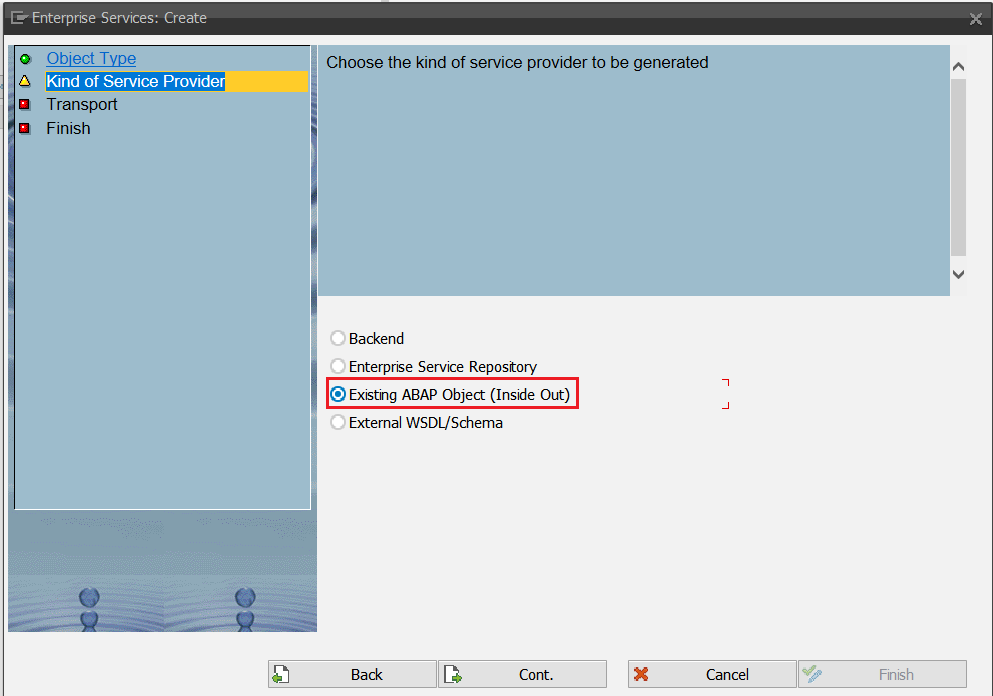 Enterprise Services: Create
Object Type
Kind of Service Provider
Transport
Finish
Choose the kind of service provider to be generated
Backend
Enterprise Service Repository
Existing ABAP Object (Inside Out)
External WSDL/Schema
Back
Cont.
Cancel
Finish